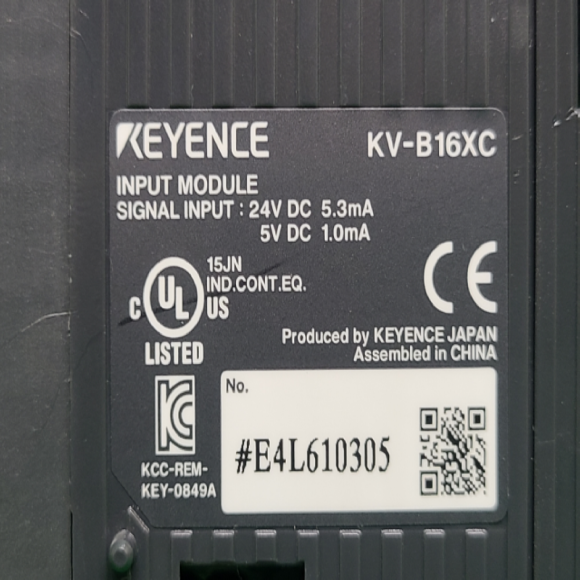 KEYENCE KV-B16XC
INPUT MODULE
SIGNAL INPUT : 24V DC 5.3mA
5V DC 1.0mA
15JN
IND.CONT.EQ.
C UL US
LISTED
CE
Produced by KEYENCE JAPAN
Assembled in CHINA
KC
KCC-REM-
KEY-0849A
No.
#E4L610305